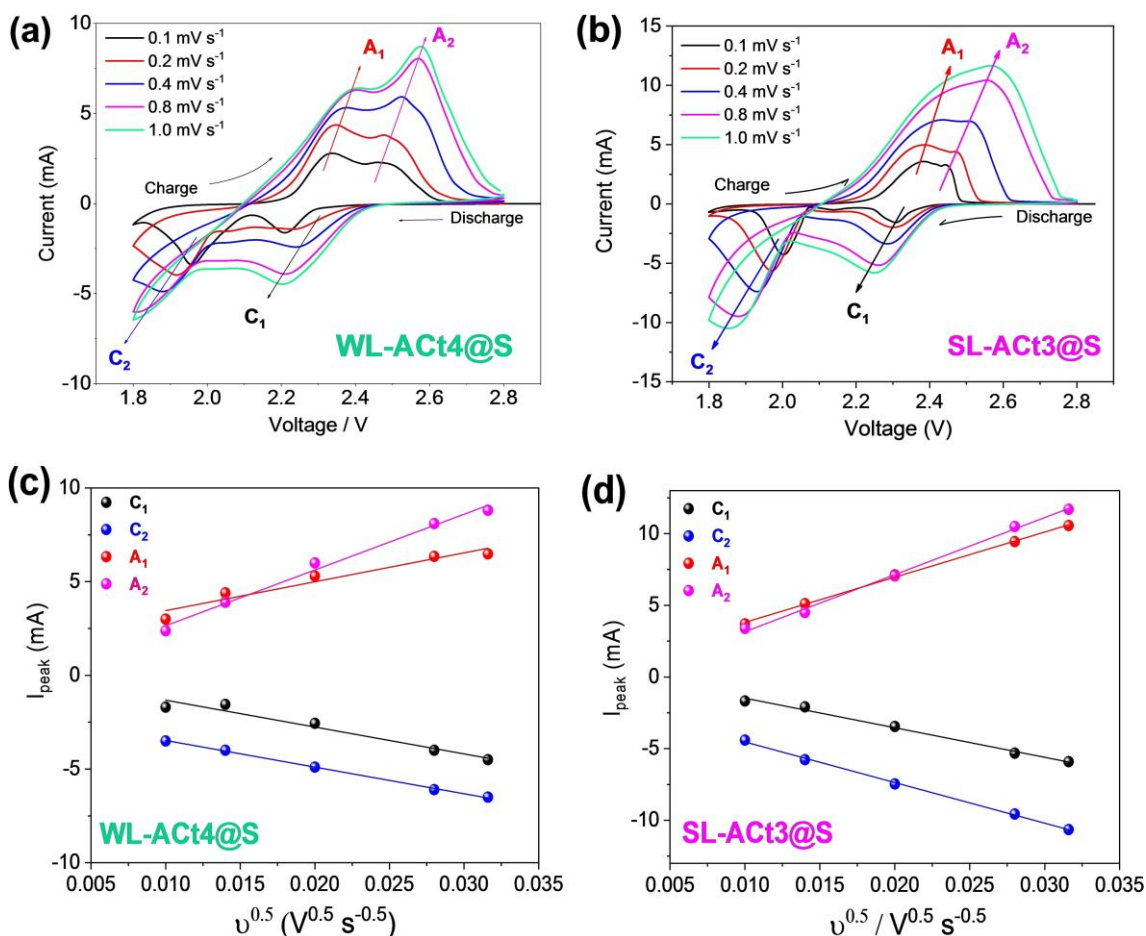 (a)
0.1 mV s⁻¹
0.2 mV s⁻¹
0.4 mV s⁻¹
0.8 mV s⁻¹
1.0 mV s⁻¹
A₁
A₂
Charge
Discharge
C₁
C₂
WL-ACt4@S
10
5
0
-5
-10
Current (mA)
1.8 2.0 2.2 2.4 2.6 2.8
Voltage / V
(b)
0.1 mV s⁻¹
0.2 mV s⁻¹
0.4 mV s⁻¹
0.8 mV s⁻¹
1.0 mV s⁻¹
A₁
A₂
Charge
Discharge
C₁
C₂
SL-ACt3@S
15
10
5
0
-5
-10
-15
Current (mA)
1.8 2.0 2.2 2.4 2.6 2.8
Voltage (V)
(c)
C₁
C₂
A₁
A₂
WL-ACt4@S
10
5
0
-5
-10
I_peak (mA)
0.005 0.010 0.015 0.020 0.025 0.030 0.035
υ^0.5 (V^0.5 s^-0.5)
(d)
C₁
C₂
A₁
A₂
SL-ACt3@S
10
5
0
-5
-10
I_peak (mA)
0.005 0.010 0.015 0.020 0.025 0.030 0.035
υ^0.5 / V^0.5 s^-0.5